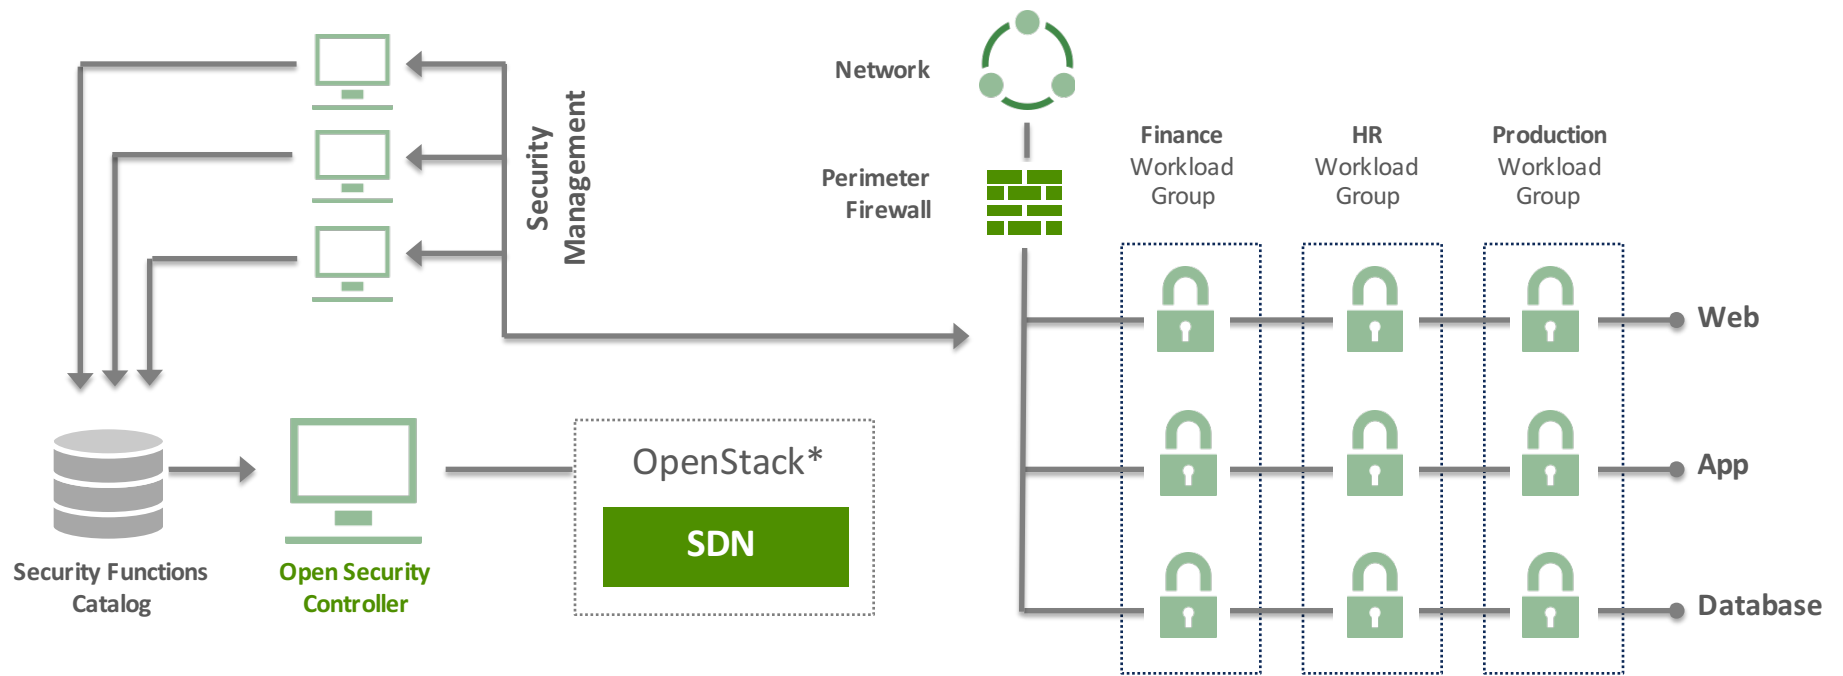 Security
Management
Network
Perimeter
Firewall
Finance
Workload
Group
HR
Workload
Group
Production
Workload
Group
Web
App
Database
Security Functions
Catalog
Open Security
Controller
OpenStack*
SDN